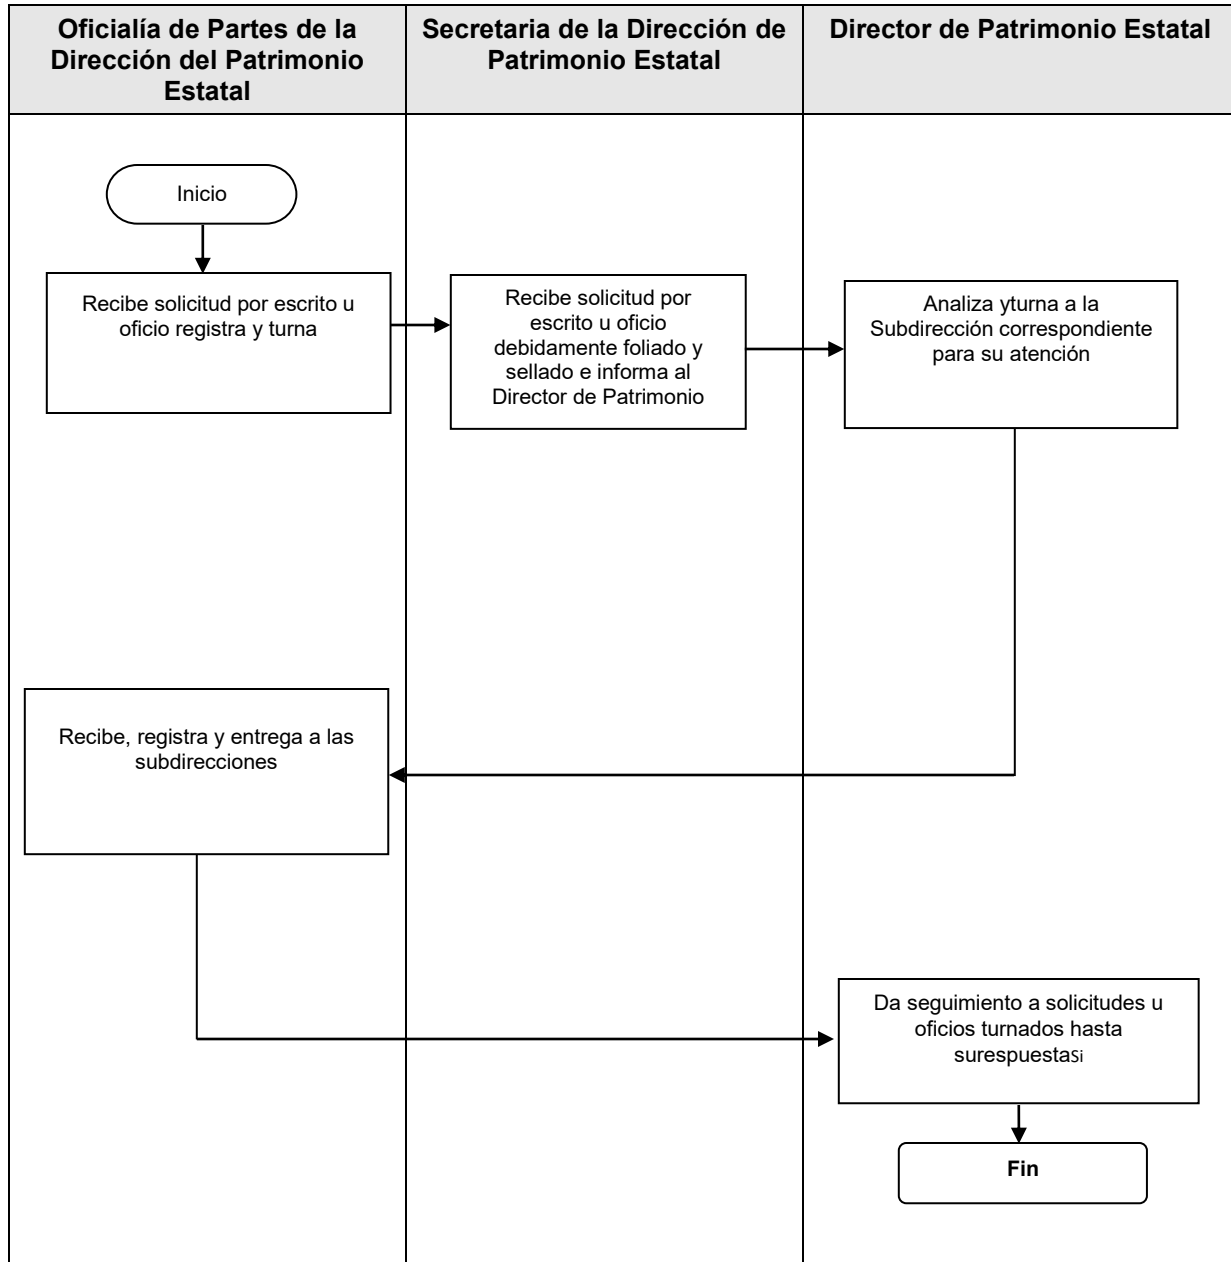 Oficialía de Partes de la
Dirección del Patrimonio
Estatal
Secretaria de la Dirección de
Patrimonio Estatal
Director de Patrimonio Estatal
Inicio
Recibe solicitud por escrito u
oficio registra y turna
Recibe solicitud por
escrito u oficio
debidamente foliado y
sellado e informa al
Director de Patrimonio
Analiza yturna a la
Subdirección correspondiente
para su atención
Recibe, registra y entrega a las
subdirecciones
Da seguimiento a solicitudes u
oficios turnados hasta
surespuestaSi
Fin